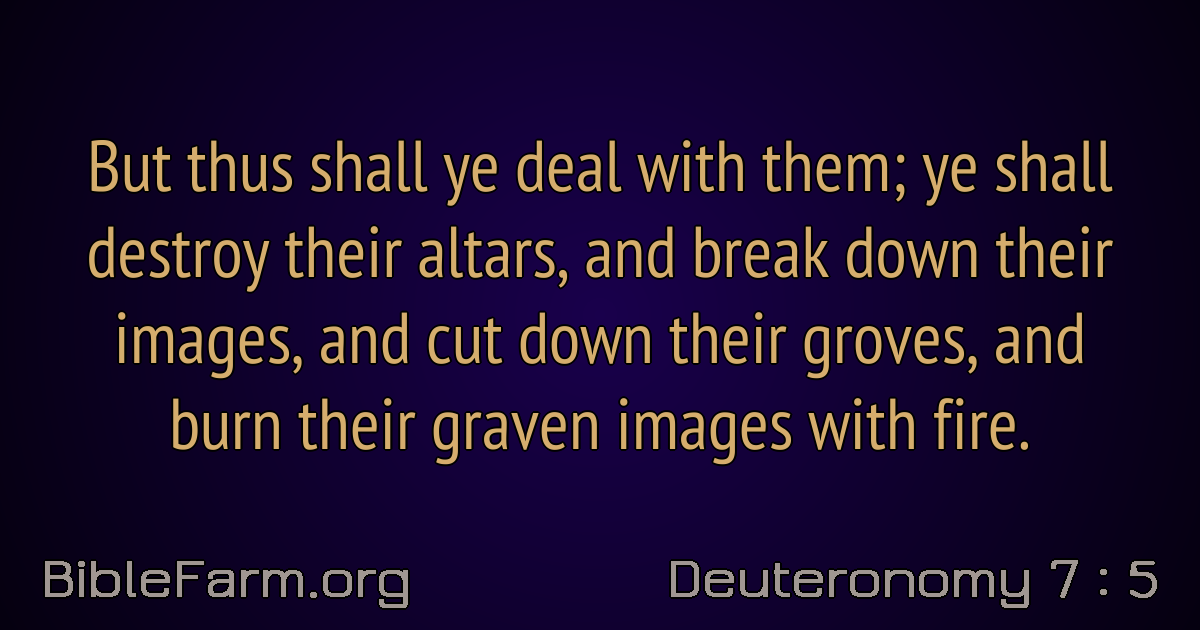 But thus shall ye deal with them; ye shall
destroy their altars, and break down their
images, and cut down their groves, and
burn their graven images with fire.
BibleFarm.org
Deuteronomy 7 : 5